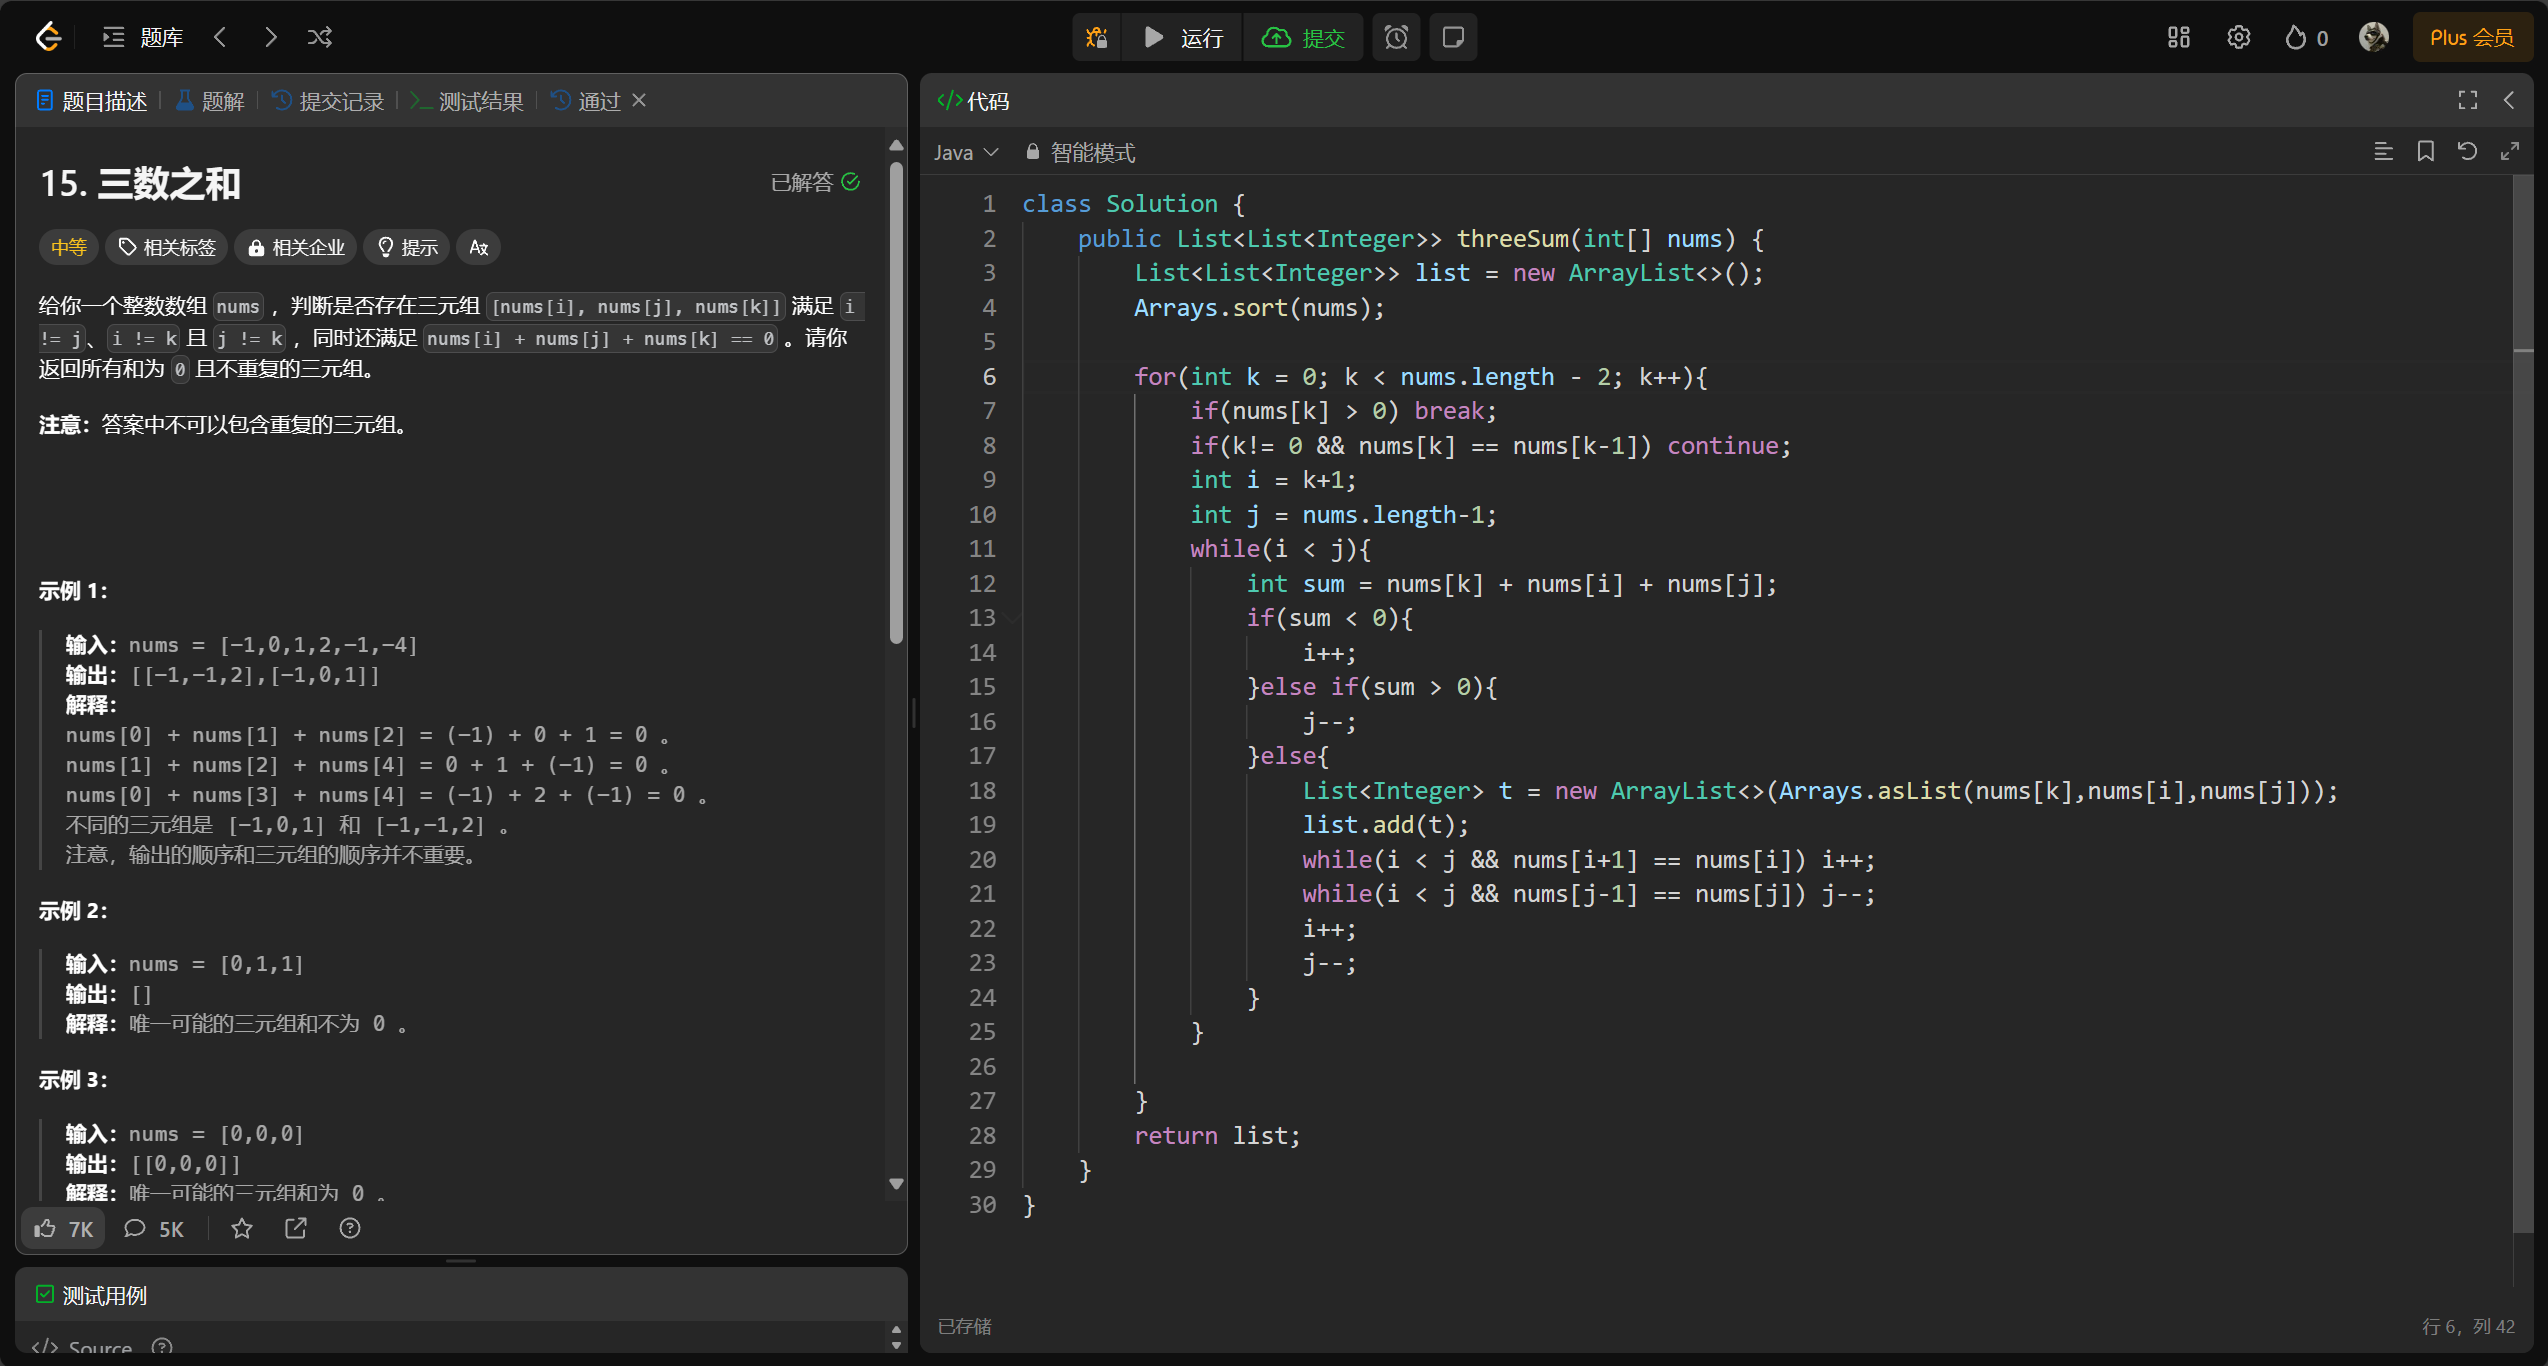 题库
运行
提交
0
Plus 会员
题目描述
题解
提交记录
测试结果
通过
15. 三数之和
已解答
中等
相关标签
相关企业
提示
给你一个整数数组 nums ，判断是否存在三元组 [nums[i], nums[j], nums[k]] 满足 i
!= j、i != k 且 j != k ，同时还满足 nums[i] + nums[j] + nums[k] == 0 。请你
返回所有和为 0 且不重复的三元组。
注意：答案中不可以包含重复的三元组。
示例 1：
输入：nums = [-1,0,1,2,-1,-4]
输出：[[-1,-1,2],[-1,0,1]]
解释：
nums[0] + nums[1] + nums[2] = (-1) + 0 + 1 = 0 。
nums[1] + nums[2] + nums[4] = 0 + 1 + (-1) = 0 。
nums[0] + nums[3] + nums[4] = (-1) + 2 + (-1) = 0 。
不同的三元组是 [-1,0,1] 和 [-1,-1,2] 。
注意，输出的顺序和三元组的顺序并不重要。
示例 2：
输入：nums = [0,1,1]
输出：[]
解释：唯一可能的三元组和不为 0 。
示例 3：
输入：nums = [0,0,0]
输出：[[0,0,0]]
解释：唯一可能的三元组和为 0 。
7K
5K
测试用例
Source
代码
Java
智能模式
1 class Solution {
2     public List<List<Integer>> threeSum(int[] nums) {
3         List<List<Integer>> list = new ArrayList<>();
4         Arrays.sort(nums);
5
6         for(int k = 0; k < nums.length - 2; k++){
7             if(nums[k] > 0) break;
8             if(k!= 0 && nums[k] == nums[k-1]) continue;
9             int i = k+1;
10             int j = nums.length-1;
11             while(i < j){
12                 int sum = nums[k] + nums[i] + nums[j];
13                 if(sum < 0){
14                     i++;
15                 }else if(sum > 0){
16                     j--;
17                 }else{
18                     List<Integer> t = new ArrayList<>(Arrays.asList(nums[k],nums[i],nums[j]));
19                     list.add(t);
20                     while(i < j && nums[i+1] == nums[i]) i++;
21                     while(i < j && nums[j-1] == nums[j]) j--;
22                     i++;
23                     j--;
24                 }
25             }
26
27         }
28         return list;
29     }
30 }
已存储
行 6，列 42